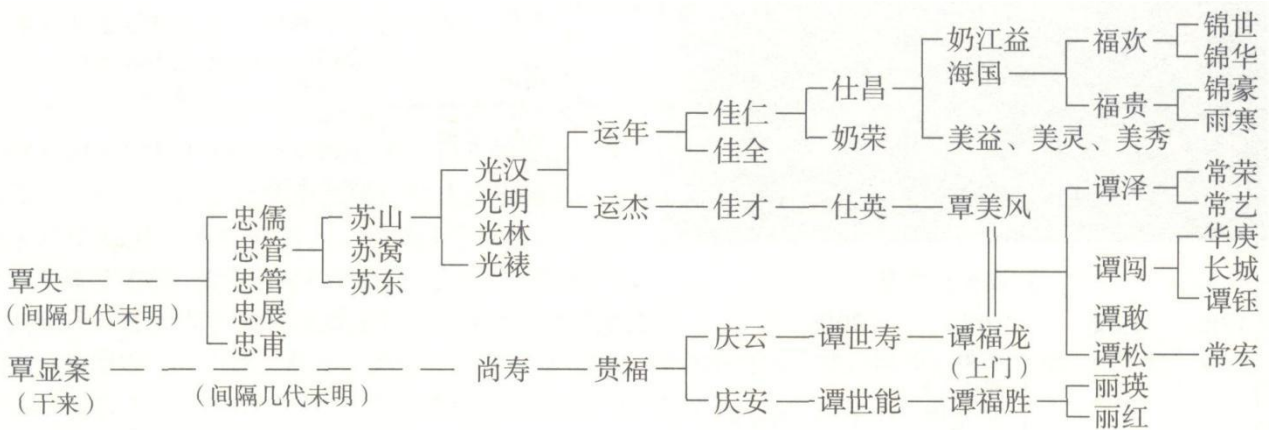 锦世
奶江益 福欢
锦华
海国
仕昌 锦豪
佳仁 福贵
运年 雨寒
奶荣 美益、美灵、美秀
佳全
光汉 常荣
谭泽
光明 常艺
忠儒 苏山 运杰 佳才 仕英 覃美风
光林 华庚
忠管 苏窝
光裱 谭闯 长城
覃央 忠管 苏东
谭钰
(间隔几代未明) 忠展
谭敢
忠甫 庆云 谭世寿 谭福龙
谭松 常宏
覃显案 尚寿 贵福 (上门)
丽瑛
(干来) (间隔几代未明) 庆安 谭世能 谭福胜
丽红